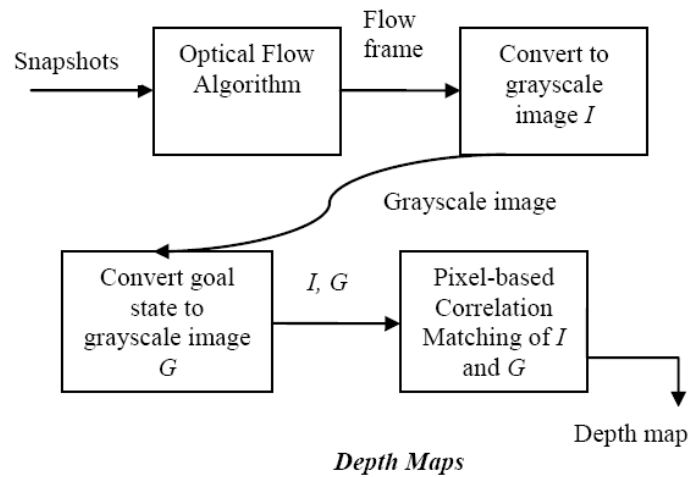 Snapshots
Optical Flow
Algorithm
Flow
frame
Convert to
grayscale
image I
Grayscale image
Convert goal
state to
grayscale image
G
I, G
Pixel-based
Correlation
Matching of I
and G
Depth map
Depth Maps